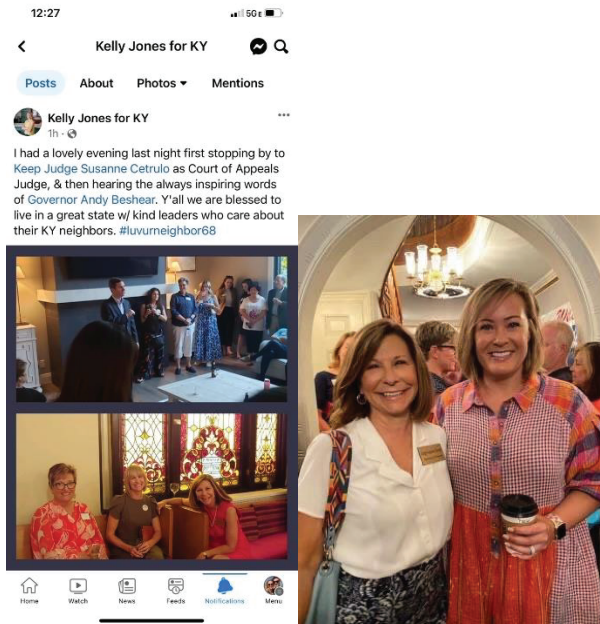 12:27
5GE
Kelly Jones for KY
Posts About Photos Mentions
Kelly Jones for KY
1h
I had a lovely evening last night first stopping by to
Keep Judge Susanne Cetrulo as Court of Appeals
Judge, & then hearing the always inspiring words
of Governor Andy Beshear. Y'all we are blessed to
live in a great state w/ kind leaders who care about
their KY neighbors. #luvurneighbor68
Home Watch News Feeds Notifications Menu